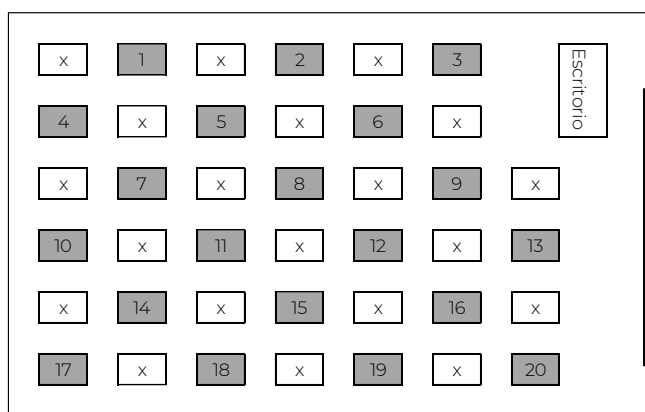 x 1 x 2 x 3
Escritorio
4 x 5 x 6 x
x 7 x 8 x 9 x
10 x 11 x 12 x 13
x 14 x 15 x 16 x
17 x 18 x 19 x 20